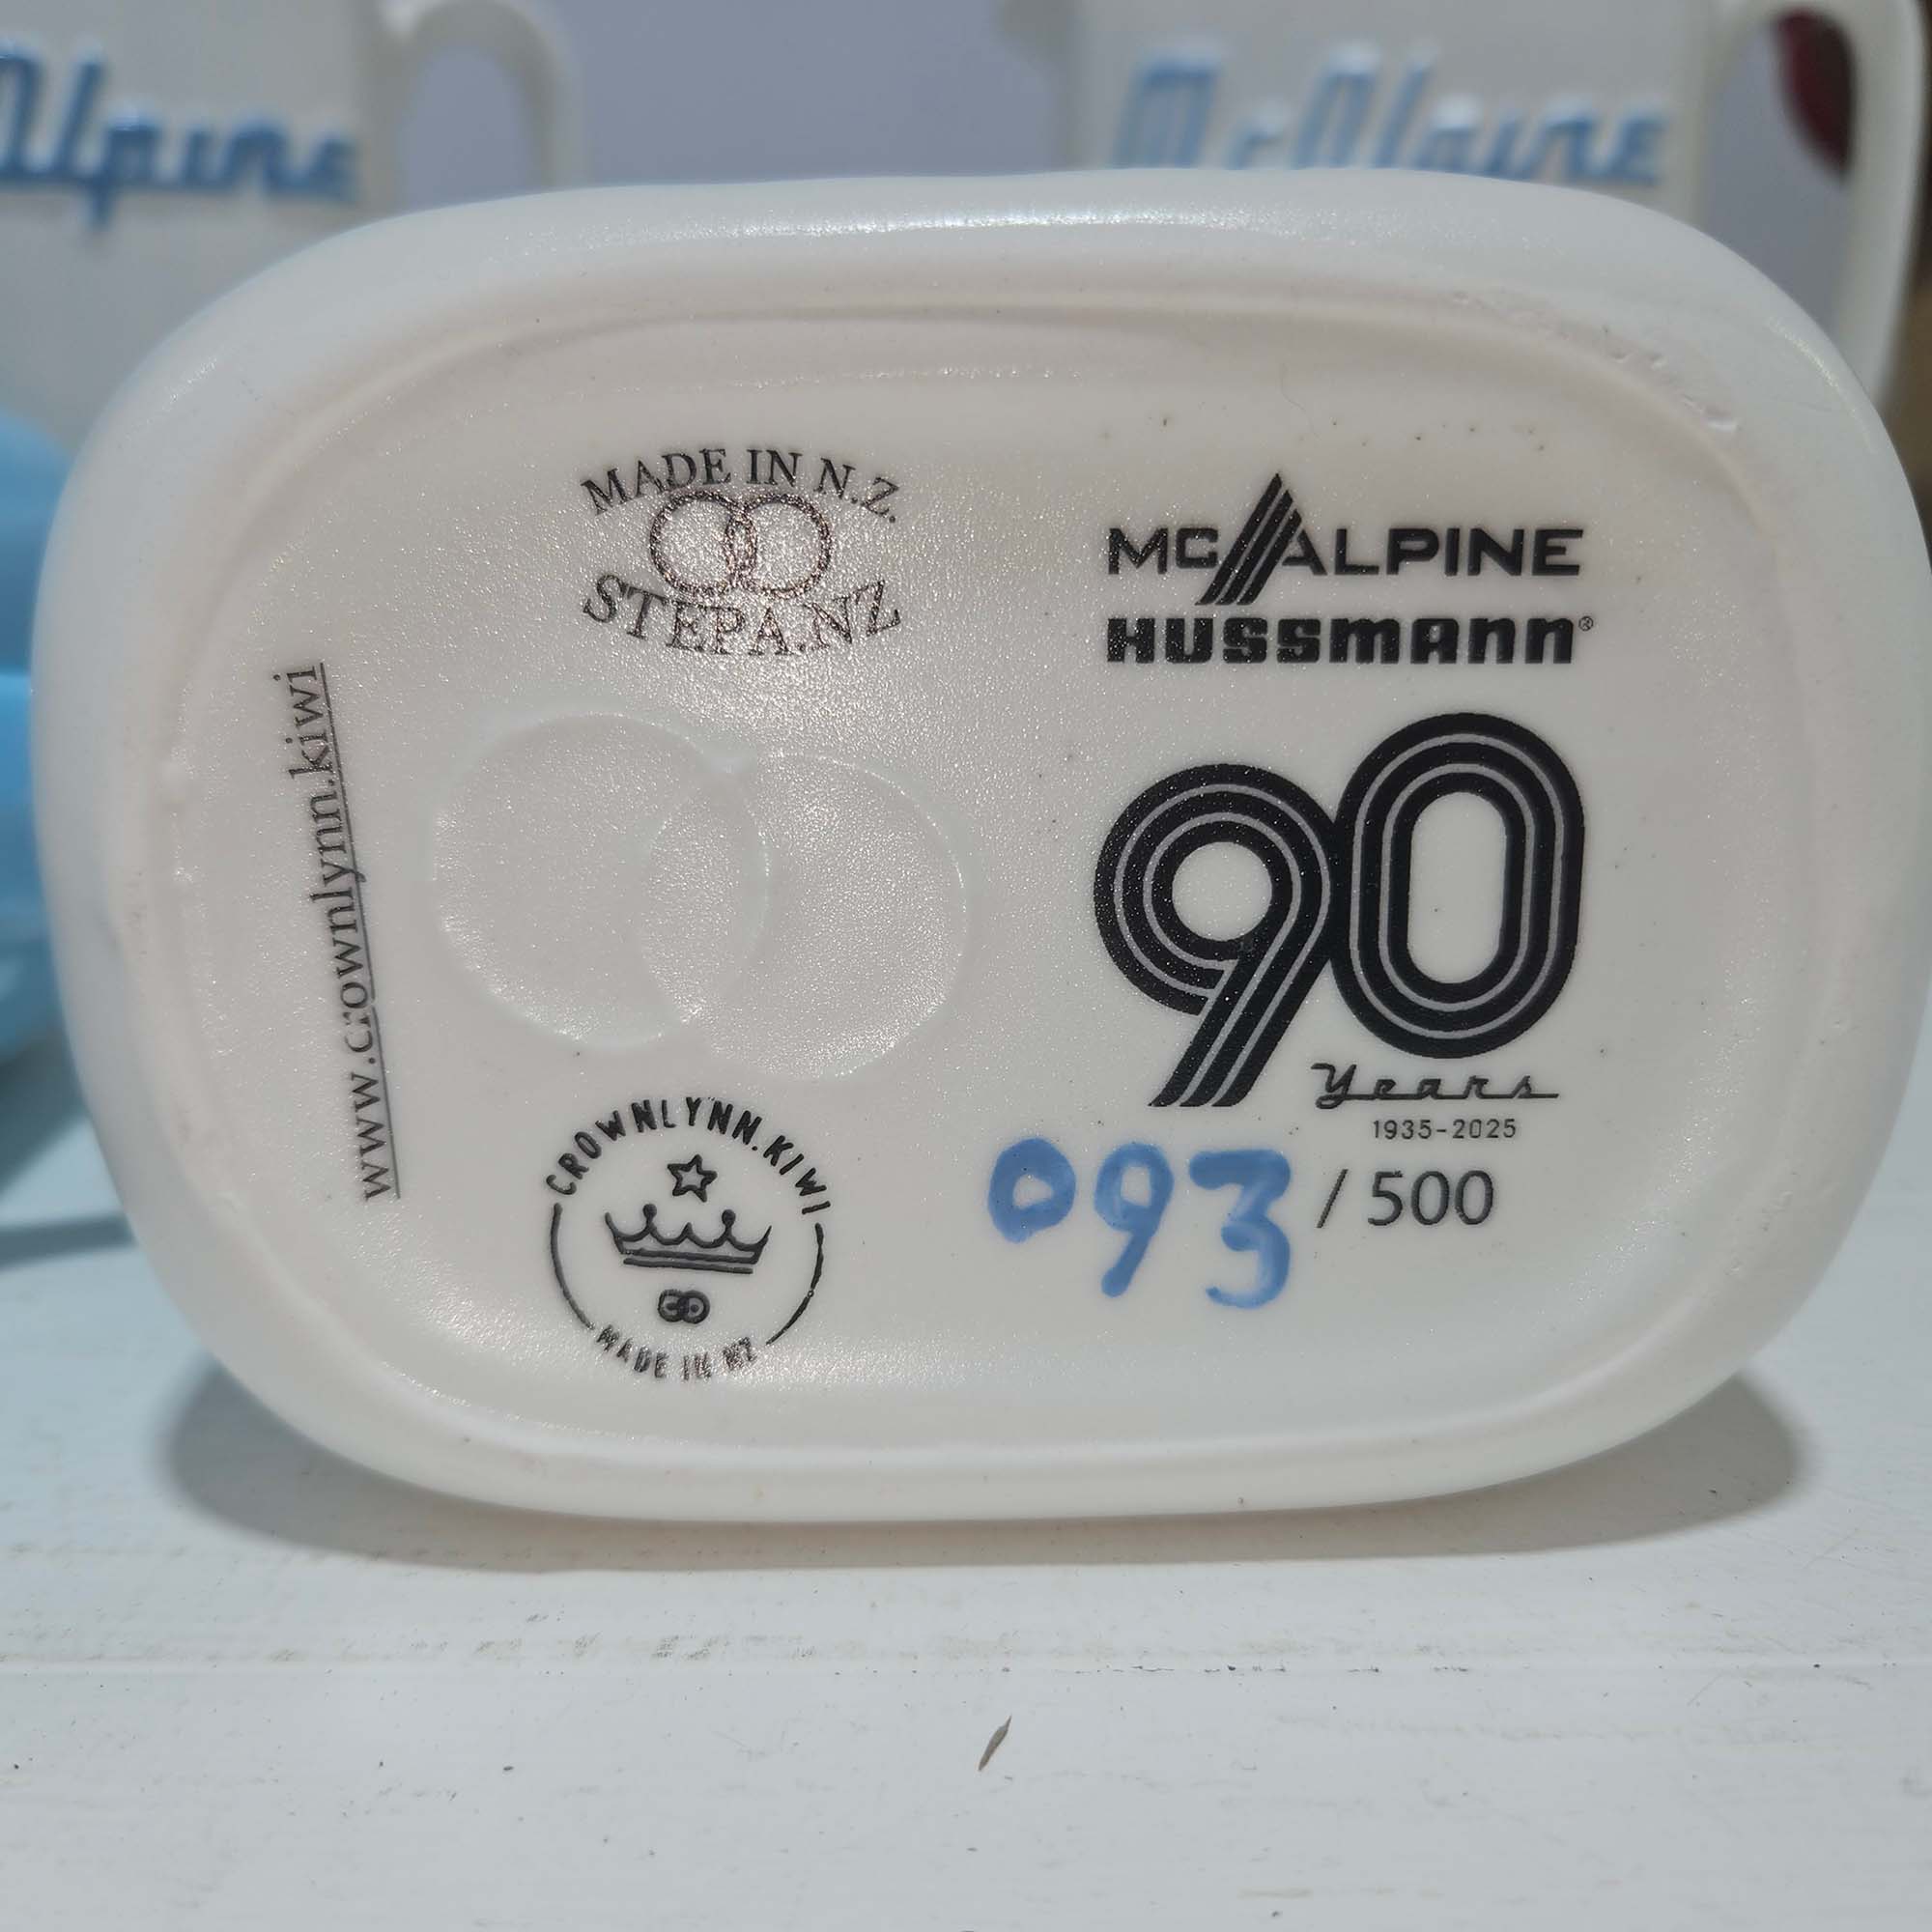 Alpine
McAlpine
MADE IN N.Z.
STEPA.NZ
www.crownlynn.kiwi
CROWNLYNN.KIWI
MADE IN NZ
MCALPINE
HUSSMANN®
90
Years
1935-2025
093 / 500